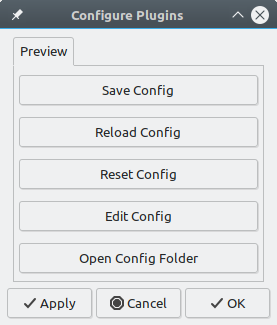 Configure Plugins
Preview
Save Config
Reload Config
Reset Config
Edit Config
Open Config Folder
Apply Cancel OK